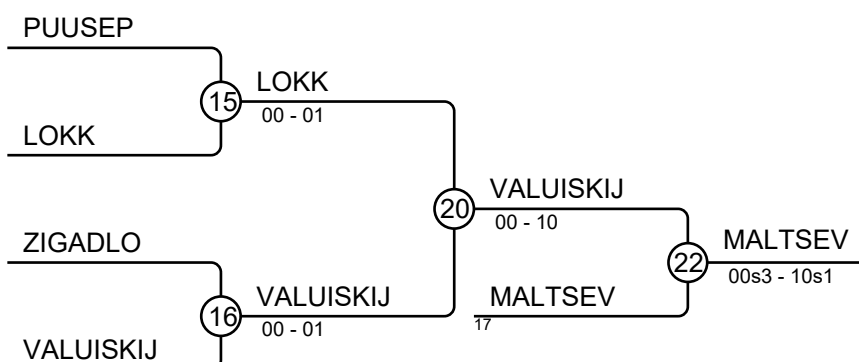 PUUSEP
LOKK
15
00 - 01
LOKK
VALUISKIJ
20
00 - 10
ZIGADLO
MALTSEV
22
00s3 - 10s1
VALUISKIJ
MALTSEV
16
17
00 - 01
VALUISKIJ